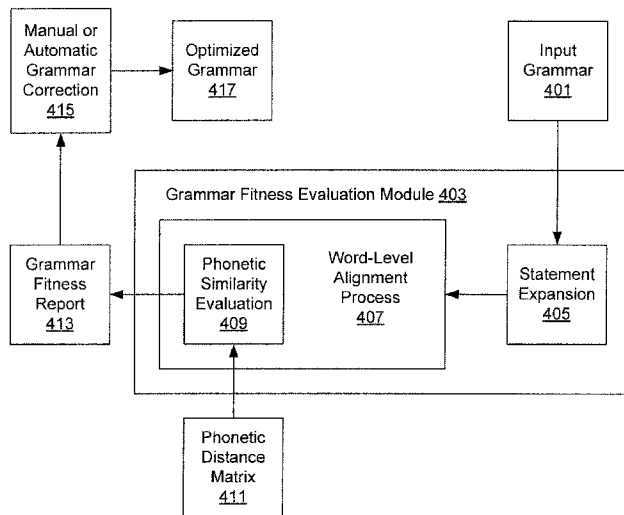 Manual or
Automatic
Grammar
Correction
415
Optimized
Grammar
417
Input
Grammar
401
Grammar Fitness Evaluation Module 403
Grammar
Fitness
Report
413
Phonetic
Similarity
Evaluation
409
Word-Level
Alignment
Process
407
Statement
Expansion
405
Phonetic
Distance
Matrix
411